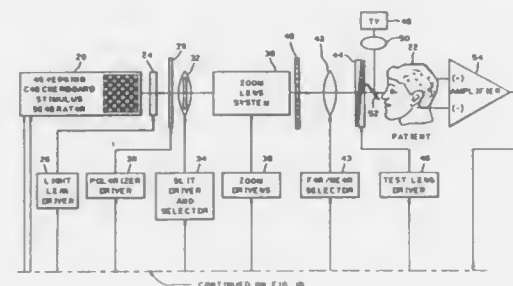 TV
48
50
20
24
28
32
36
40
42
44
22
54
REVERSING
CHECKERBOARD
STIMULUS
GENERATOR
ZOOM
LENS
SYSTEM
52
(-)
AMPLIFIER
(-)
PATIENT
26
30
34
38
43
46
LIGHT
LEAK
DRIVER
POLARIZER
DRIVER
SLIT
DRIVER
AND
SELECTOR
ZOOM
DRIVERS
FAR/NEAR
SELECTOR
TEST LENS
DRIVER
CONTINUED ON FIG. 1B